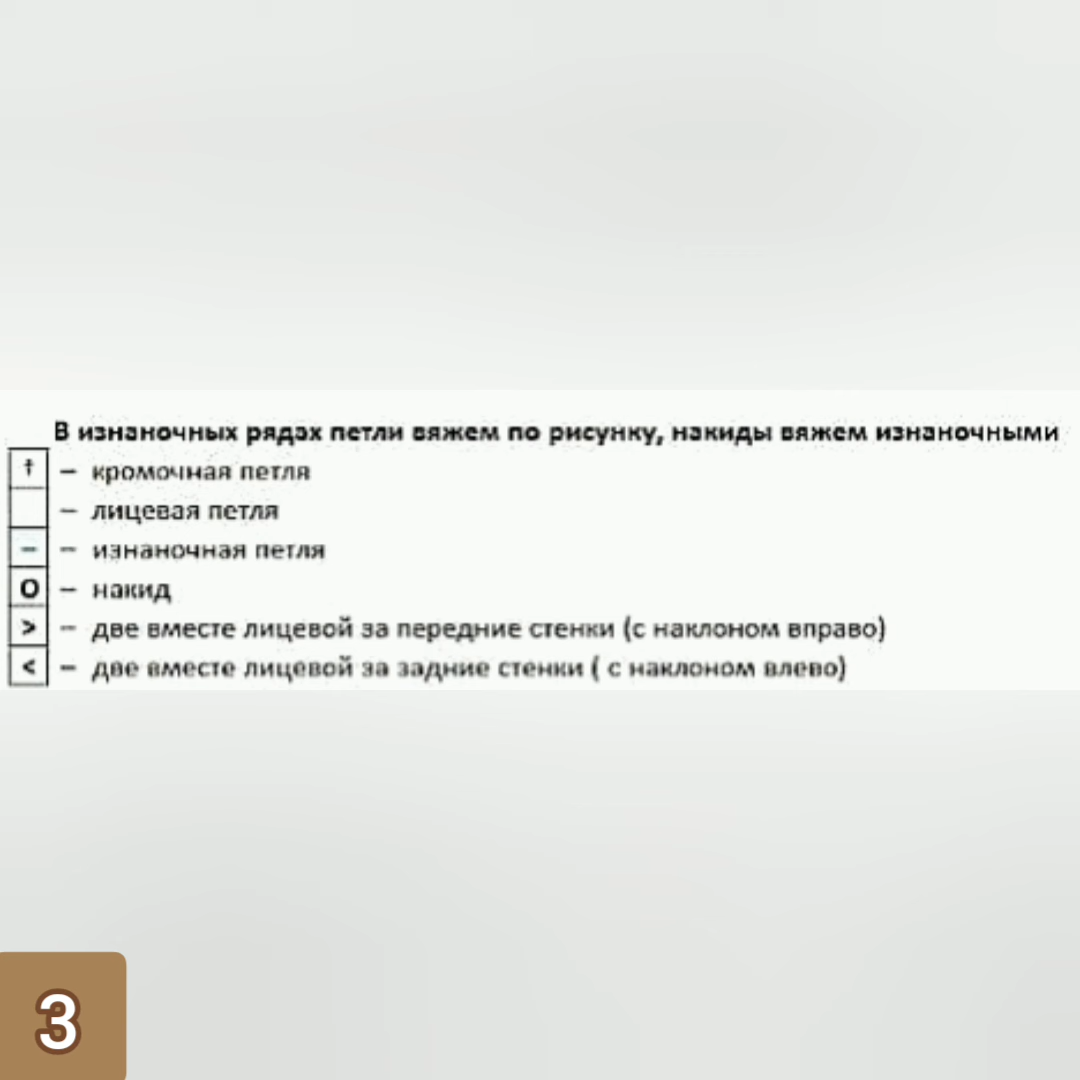 В изнаночных рядах петли вяжем по рисунку, накиды вяжем изнаночными
† – кромочная петля
– лицевая петля
– – изнаночная петля
O – накид
> – две вместе лицевой за передние стенки (с наклоном вправо)
< – две вместе лицевой за задние стенки ( с наклоном влево)
3